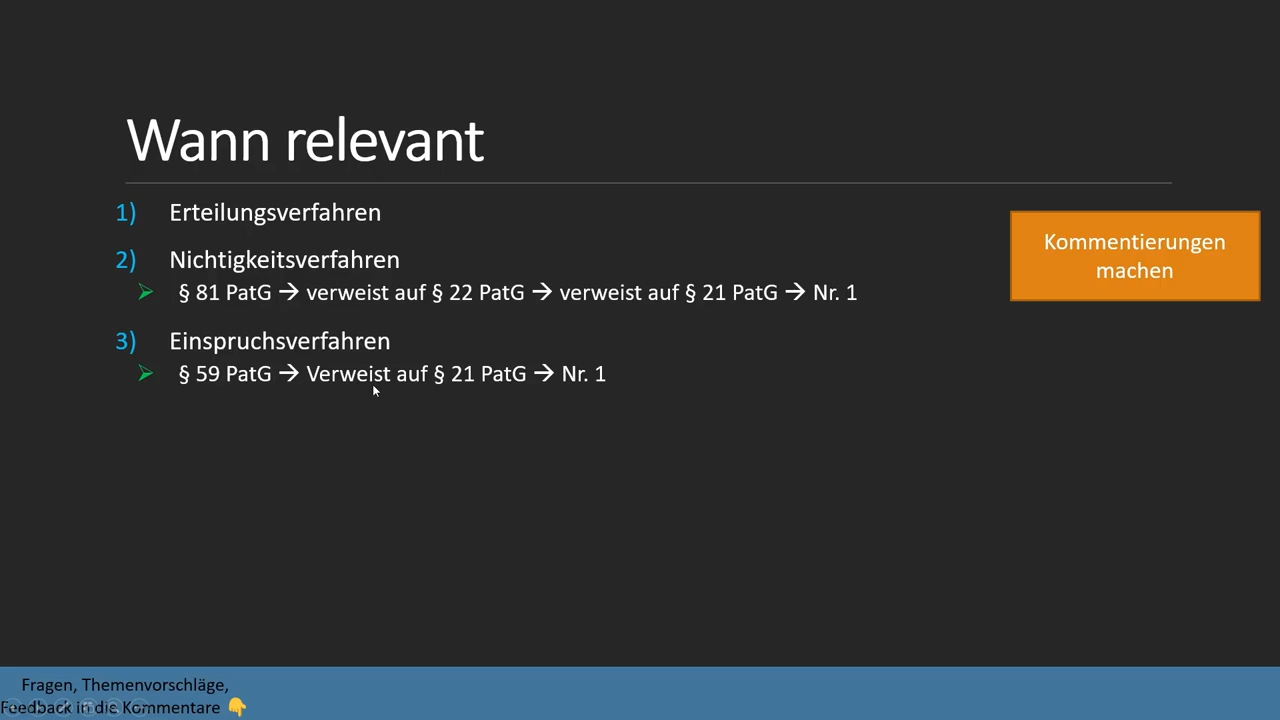 Wann relevant
1) Erteilungsverfahren
2) Nichtigkeitsverfahren
➢ § 81 PatG → verweist auf § 22 PatG → verweist auf § 21 PatG → Nr. 1
3) Einspruchsverfahren
➢ § 59 PatG → Verweist auf § 21 PatG → Nr. 1
Kommentierungen
machen
Fragen, Themenvorschläge,
Feedback in die Kommentare 👇